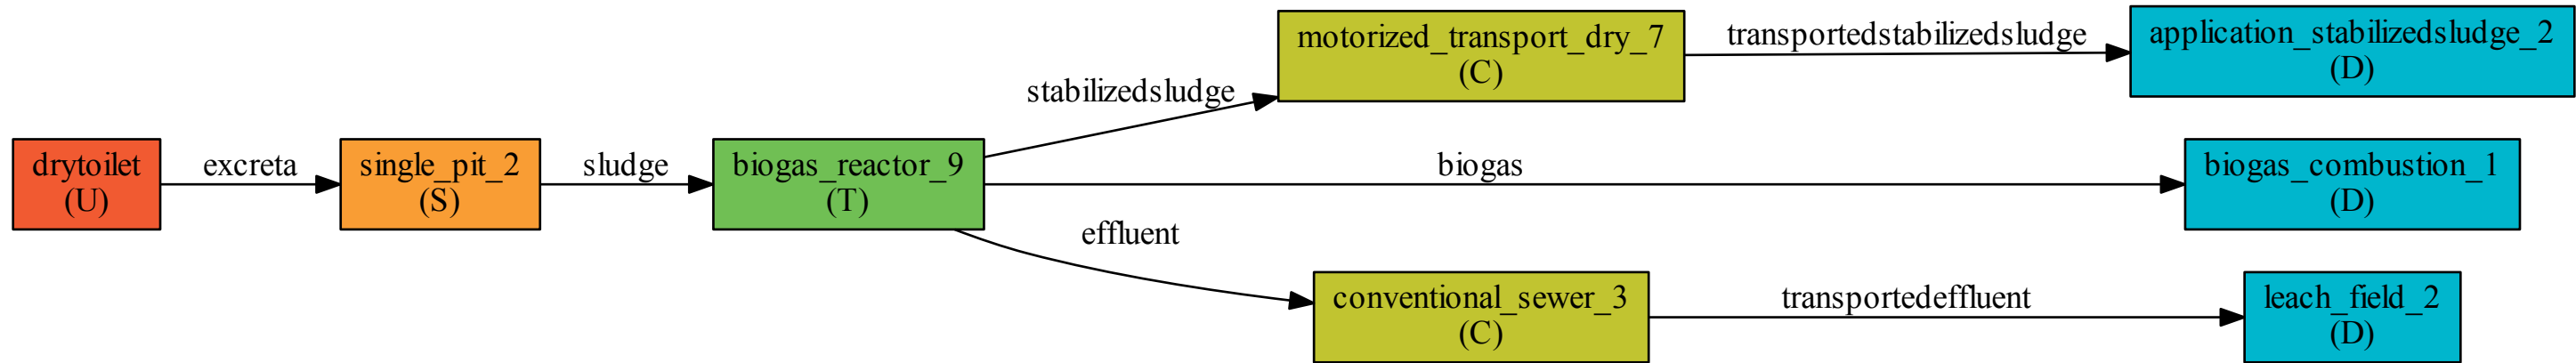 motorized_transport_dry_7
(C)
transportedstabilizedsludge
application_stabilizedsludge_2
(D)
stabilizedsludge
drytoilet
(U)
excreta
single_pit_2
(S)
sludge
biogas_reactor_9
(T)
biogas
biogas_combustion_1
(D)
effluent
conventional_sewer_3
(C)
transportedeffluent
leach_field_2
(D)